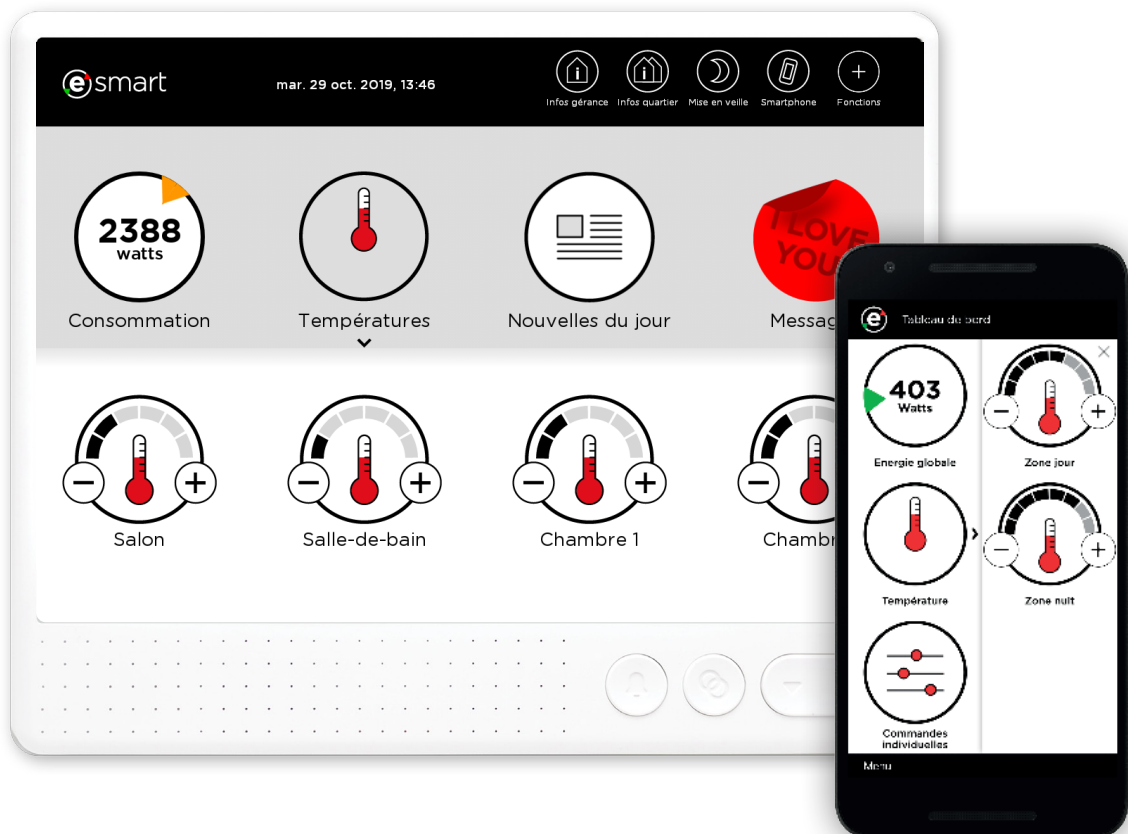 esmart
mar. 29 oct. 2019, 13:46
Infos gérance
Infos quartier
Mise en veille
Smartphone
Fonctions
2388
watts
I LOVE
YOU
Consommation
Températures
Nouvelles du jour
Messag
Salon
Salle-de-bain
Chambre 1
Chambr
e
Tableau de bord
403
Watts
Energie globale
Zone jour
Température
Zone nuit
Commandes
individuelles
Menu